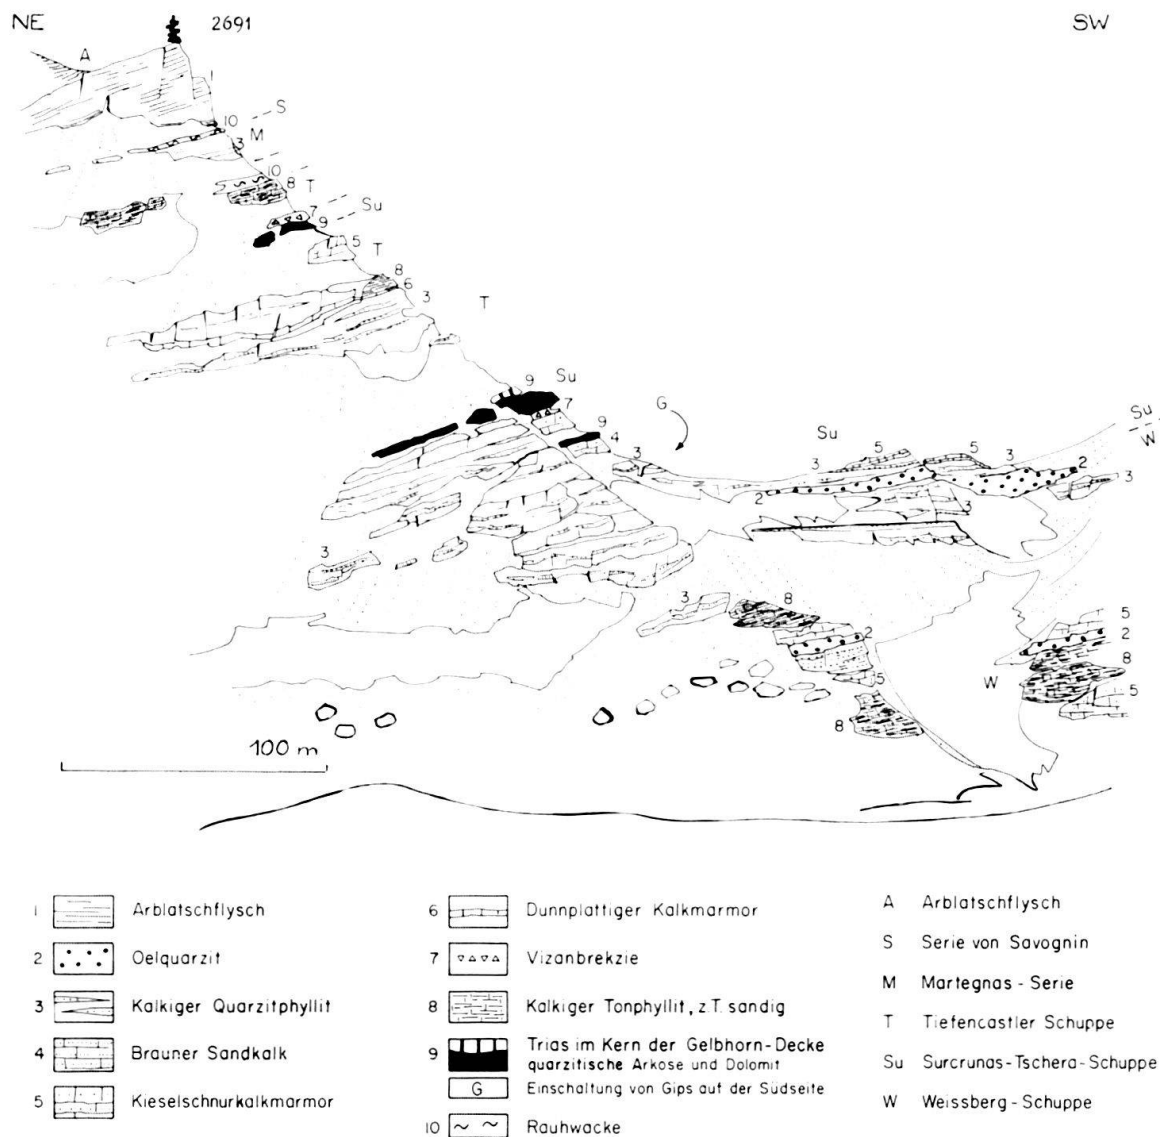 NE 2691 SW
A
1
S
10
M
3
10
8 T
7 Su
9
5 T
8
6
3 T
9 Su
7
9
4
3
G
Su
3 5 5 3 2
2 3
3
Su
W
3
3 8
2
5
8
W
5
2
8
5
100 m
1 Arblatschflysch
2 Oelquarzit
3 Kalkiger Quarzitphyllit
4 Brauner Sandkalk
5 Kieselschnurkalkmarmor
6 Dunnplattiger Kalkmarmor
7 Vizanbrekzie
8 Kalkiger Tonphyllit, z.T. sandig
9 Trias im Kern der Gelbhorn-Decke
quarzitische Arkose und Dolomit
G Einschaltung von Gips auf der Südseite
10 Rauhwacke
A Arblatschflysch
S Serie von Savognin
M Martegnas-Serie
T Tiefencastler Schuppe
Su Surcrunas-Tschera-Schuppe
W Weissberg-Schuppe